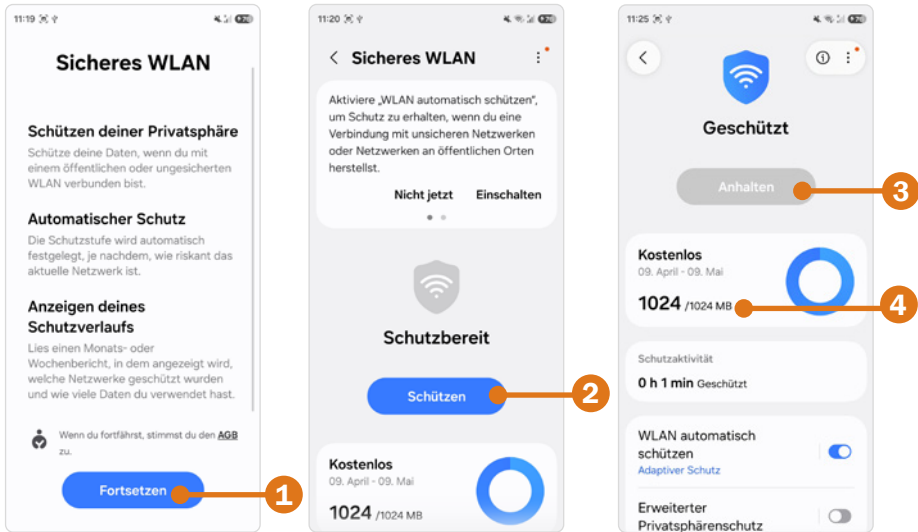 11:19
Sicheres WLAN
Schützen deiner Privatsphäre
Schütze deine Daten, wenn du mit
einem öffentlichen oder ungesicherten
WLAN verbunden bist.
Automatischer Schutz
Die Schutzstufe wird automatisch
festgelegt, je nachdem, wie riskant das
aktuelle Netzwerk ist.
Anzeigen deines
Schutzverlaufs
Lies einen Monats- oder
Wochenbericht, in dem angezeigt wird,
welche Netzwerke geschützt wurden
und wie viele Daten du verwendet hast.
Wenn du fortfährst, stimmst du den AGB
zu.
Fortsetzen
1
11:20
Sicheres WLAN
Aktiviere „WLAN automatisch schützen",
um Schutz zu erhalten, wenn du eine
Verbindung mit unsicheren Netzwerken
oder Netzwerken an öffentlichen Orten
herstellst.
Nicht jetzt Einschalten
Schutzbereit
Schützen
2
Kostenlos
09. April - 09. Mai
1024 /1024 MB
11:25
Geschützt
Anhalten
3
Kostenlos
09. April - 09. Mai
1024 /1024 MB
4
Schutzaktivität
0 h 1 min Geschützt
WLAN automatisch
schützen
Adaptiver Schutz
Erweiterter
Privatsphärenschutz